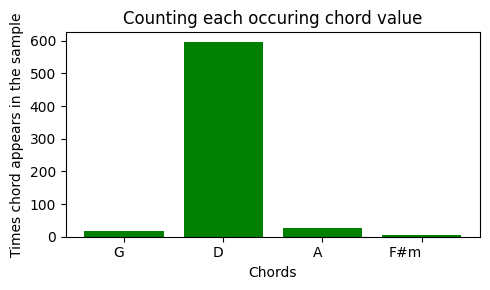 Counting each occuring chord value
Times chord appears in the sample
600
500
400
300
200
100
0
G D A F#m
Chords